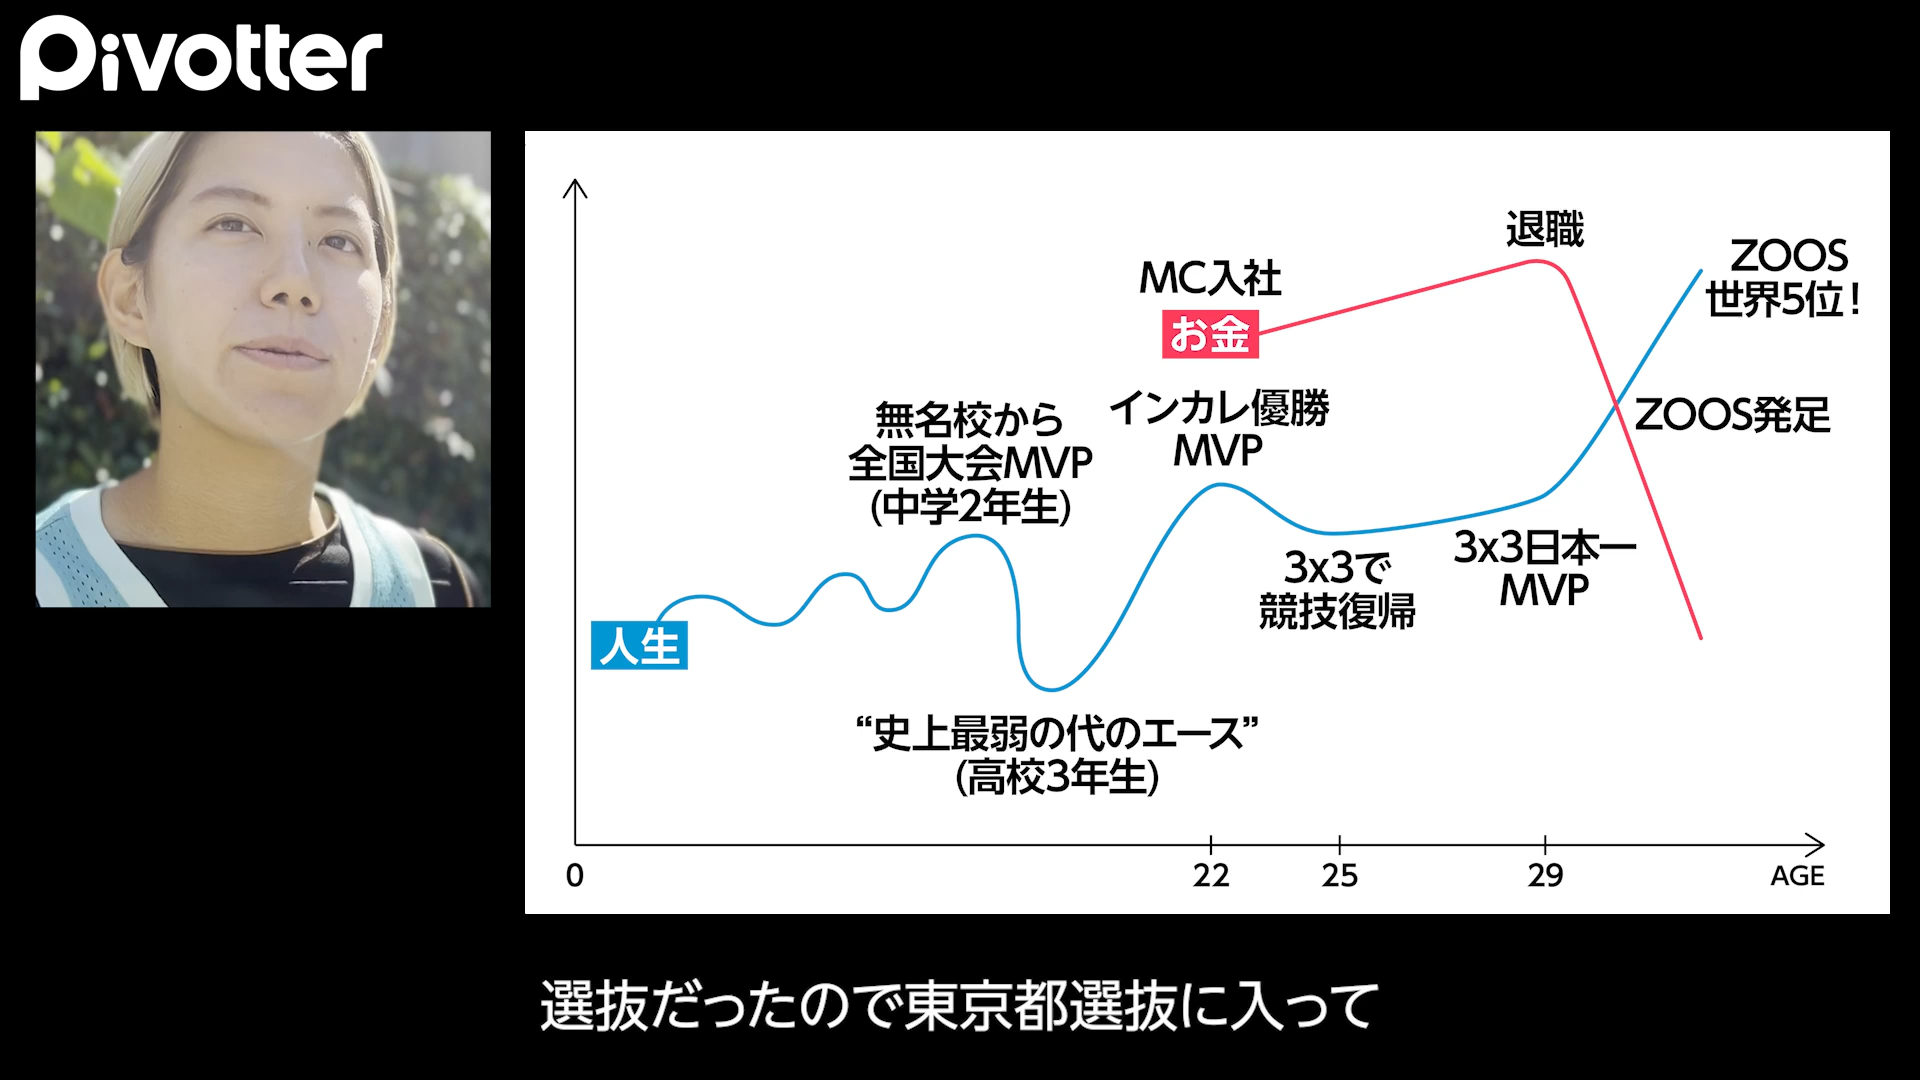 Pivotter
退職
ZOOS
世界5位!
MC入社
お金
無名校から
全国大会MVP
(中学2年生)
インカレ優勝
MVP
ZOOS発足
3x3で
競技復帰
3x3日本一
MVP
人生
“史上最弱の代のエース”
(高校3年生)
0
22
25
29
AGE
選抜だったので東京都選抜に入って